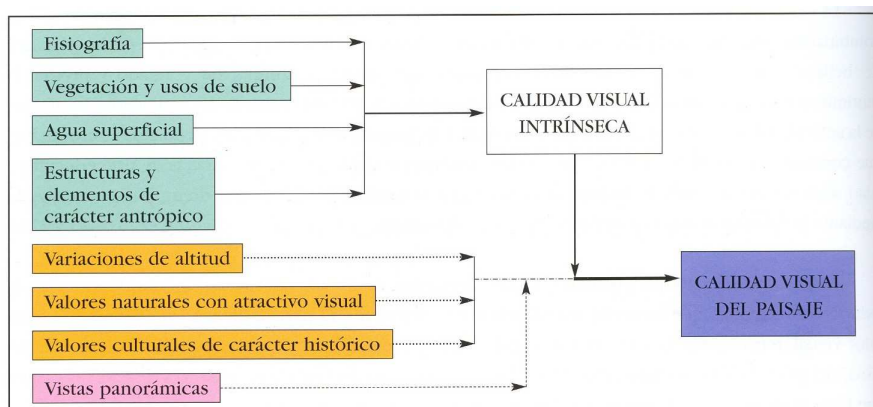 Fisiografía
Vegetación y usos de suelo
Agua superficial
Estructuras y
elementos de
carácter antrópico
CALIDAD VISUAL
INTRÍNSECA
Variaciones de altitud
Valores naturales con atractivo visual
Valores culturales de carácter histórico
Vistas panorámicas
CALIDAD VISUAL
DEL PAISAJE